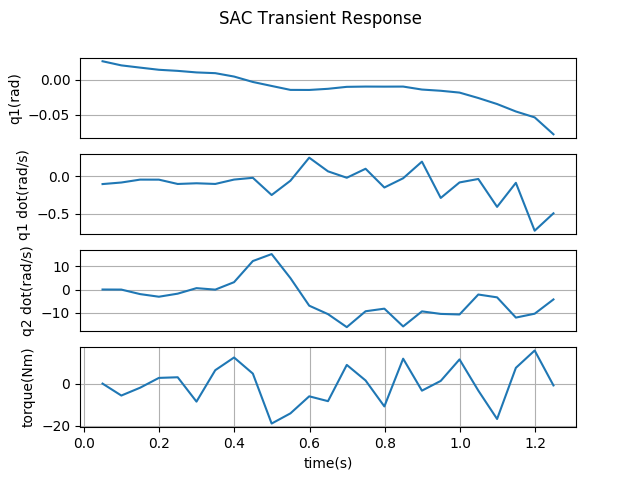 SAC Transient Response
q1(rad)
0.00
−0.05
q1 dot(rad/s)
0.0
−0.5
q2 dot(rad/s)
10
0
−10
torque(Nm)
0
−20
0.0 0.2 0.4 0.6 0.8 1.0 1.2
time(s)